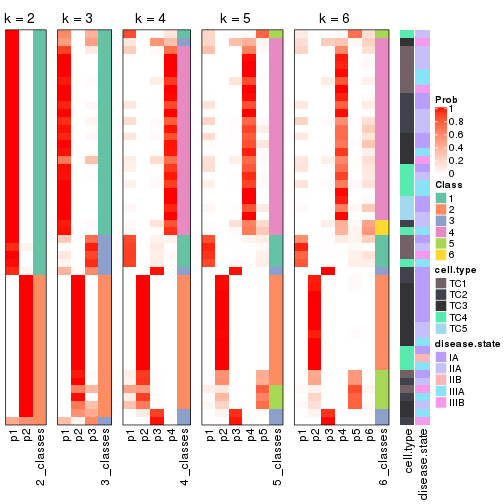 k = 2 k = 3 k = 4 k = 5 k = 6
Prob
1
0.8
0.6
0.4
0.2
0
Class
1
2
3
4
5
6
cell.type
TC1
TC2
TC3
TC4
TC5
disease.state
IA
IIA
IIB
IIIA
IIIB
p1 p2 2_classes p1 p2 p3 3_classes p1 p2 p3 p4 4_classes p1 p2 p3 p4 p5 5_classes p1 p2 p3 p4 p5 p6 6_classes cell.type disease.state